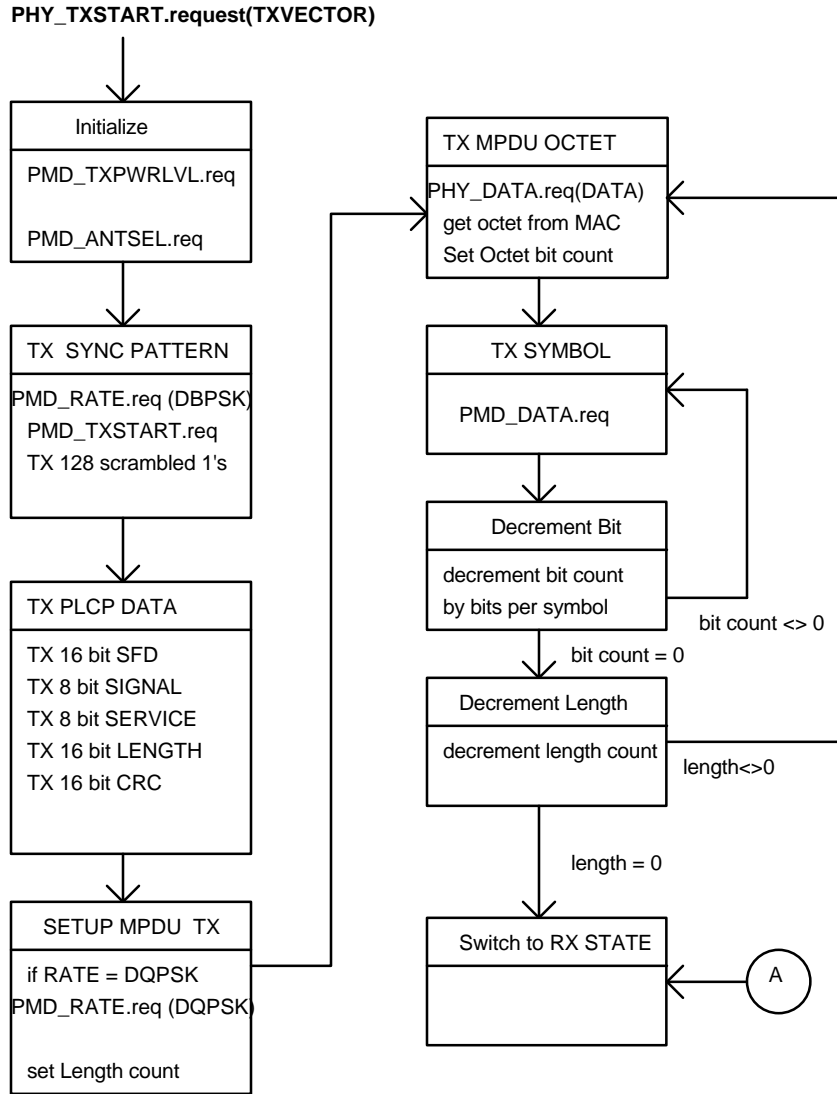 PHY_TXSTART.request(TXVECTOR)
Initialize
PMD_TXPWRLVL.req
PMD_ANTSEL.req
TX SYNC PATTERN
PMD_RATE.req (DBPSK)
PMD_TXSTART.req
TX 128 scrambled 1's
TX PLCP DATA
TX 16 bit SFD
TX 8 bit SIGNAL
TX 8 bit SERVICE
TX 16 bit LENGTH
TX 16 bit CRC
SETUP MPDU TX
if RATE = DQPSK
PMD_RATE.req (DQPSK)
set Length count
TX MPDU OCTET
PHY_DATA.req(DATA)
get octet from MAC
Set Octet bit count
TX SYMBOL
PMD_DATA.req
Decrement Bit
decrement bit count
by bits per symbol
bit count <> 0
bit count = 0
Decrement Length
decrement length count
length<>0
length = 0
Switch to RX STATE
A